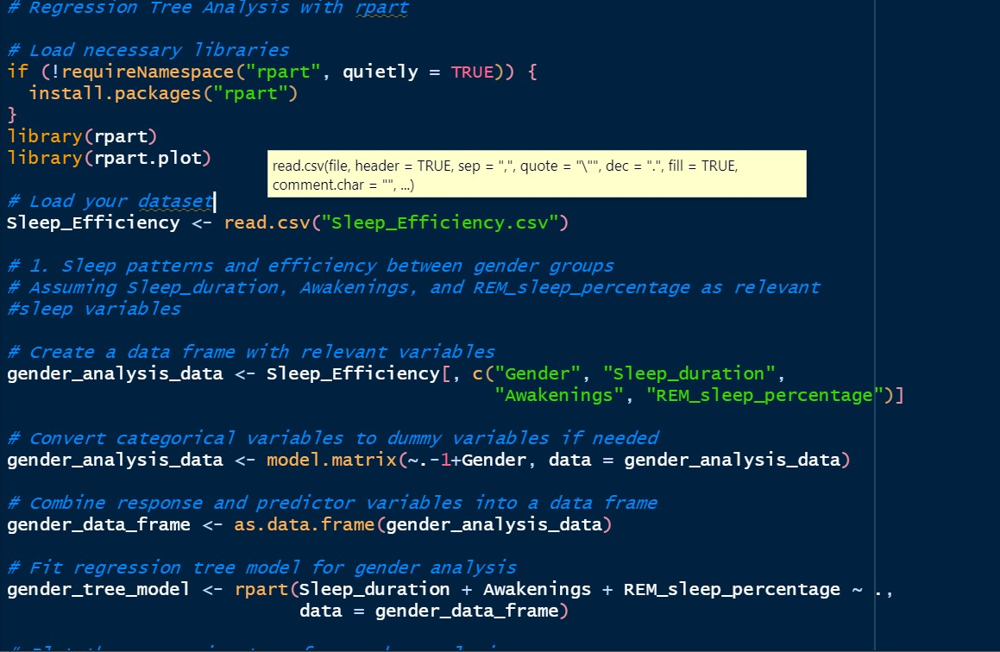 # Regression Tree Analysis with rpart
# Load necessary libraries
if (!requireNamespace("rpart", quietly = TRUE)) {
  install.packages("rpart")
}
library(rpart)
library(rpart.plot)
read.csv(file, header = TRUE, sep = ",", quote = "\"", dec = ".", fill = TRUE,
comment.char = "", ...)
# Load your dataset
Sleep_Efficiency <- read.csv("Sleep_Efficiency.csv")
# 1. Sleep patterns and efficiency between gender groups
# Assuming Sleep_duration, Awakenings, and REM_sleep_percentage as relevant
#sleep variables
# Create a data frame with relevant variables
gender_analysis_data <- Sleep_Efficiency[, c("Gender", "Sleep_duration",
                                             "Awakenings", "REM_sleep_percentage")]
# Convert categorical variables to dummy variables if needed
gender_analysis_data <- model.matrix(~.-1+Gender, data = gender_analysis_data)
# Combine response and predictor variables into a data frame
gender_data_frame <- as.data.frame(gender_analysis_data)
# Fit regression tree model for gender analysis
gender_tree_model <- rpart(Sleep_duration + Awakenings + REM_sleep_percentage ~ .,
                           data = gender_data_frame)